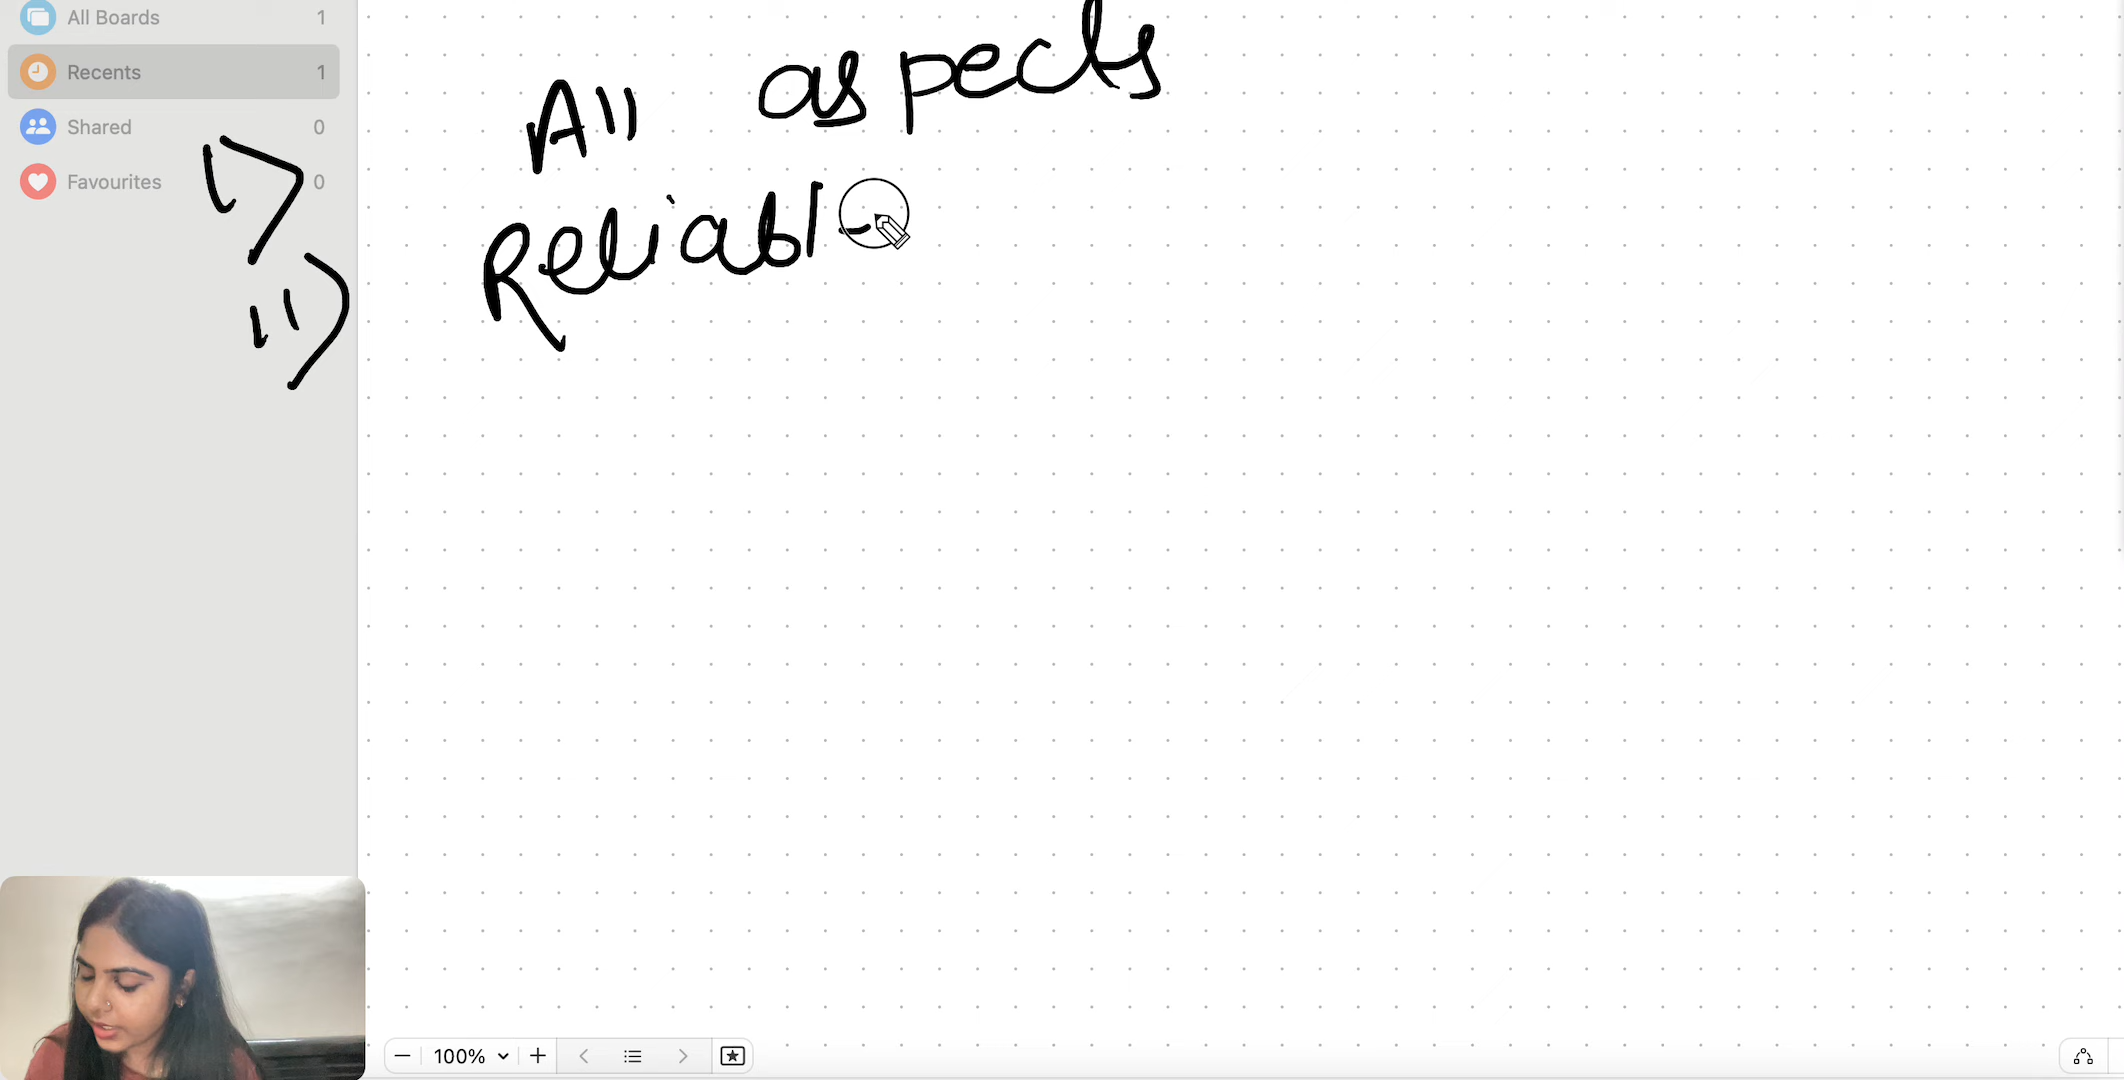 All Boards 1
Recents 1
Shared 0
Favourites 0
i)
All aspects
ii)
Reliabl
100%